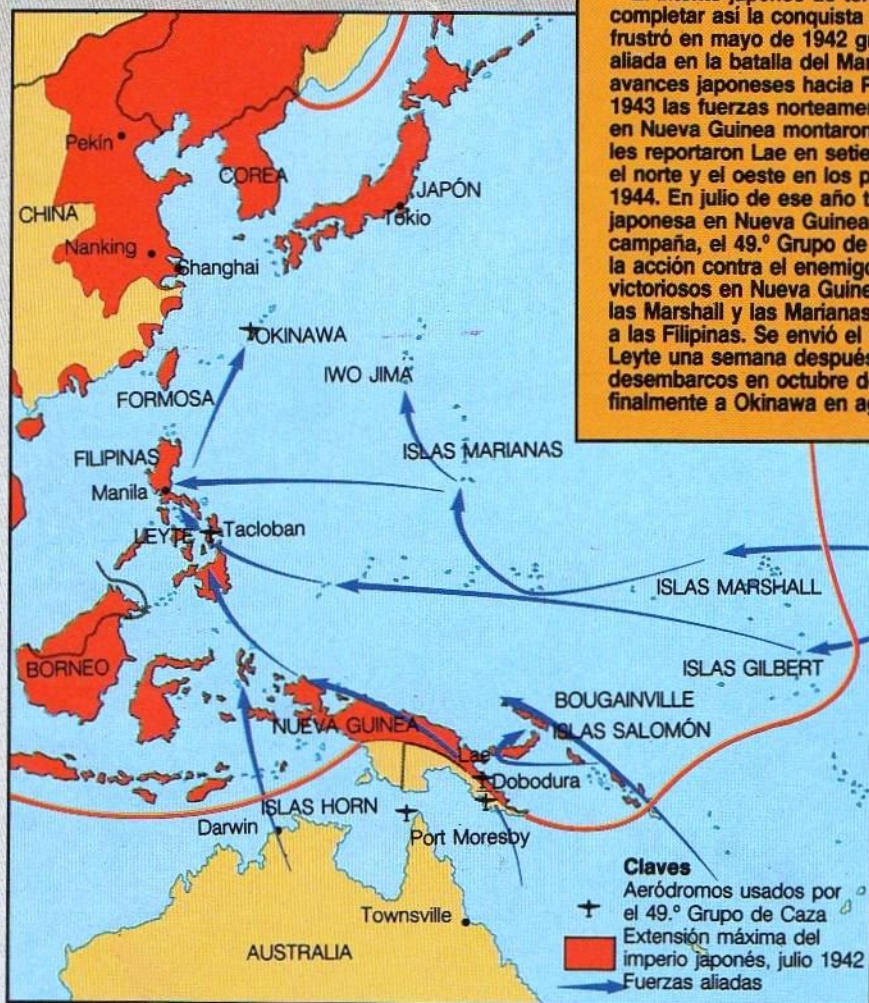 completar así la conquista
frustró en mayo de 1942
aliada en la batalla del
avances japoneses hacia
1943 las fuerzas
en Nueva Guinea montaron
les reportaron Lae en
el norte y el oeste en los
1944. En julio de ese año
japonesa en Nueva Guinea
campaña, el 49.º Grupo de
la acción contra el enemigo
victoriosos en Nueva
las Marshall y las Marianas
a las Filipinas. Se envió el
Leyte una semana después
desembarcos en octubre
finalmente a Okinawa en
Pekín
COREA
JAPÓN
Tokio
CHINA
Nanking
Shanghai
OKINAWA
IWO JIMA
FORMOSA
FILIPINAS
ISLAS MARIANAS
Manila
LEYTE
Tacloban
ISLAS MARSHALL
BORNEO
ISLAS GILBERT
BOUGAINVILLE
NUEVA GUINEA
ISLAS SALOMÓN
Lae
Dobodura
ISLAS HORN
Darwin
Port Moresby
Townsville
AUSTRALIA
Claves
Aeródromos usados por
el 49.º Grupo de Caza
Extensión máxima del
imperio japonés, julio 1942
Fuerzas aliadas